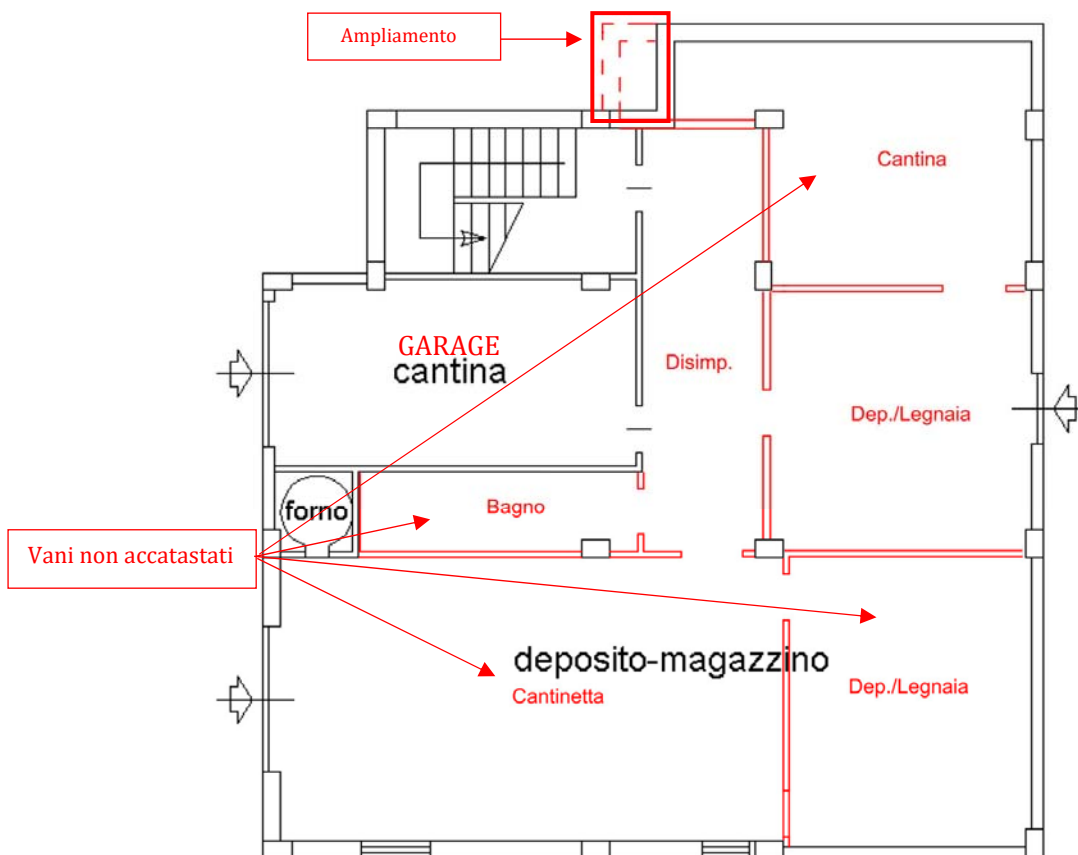 Ampliamento
Cantina
GARAGE
cantina
Disimp.
Dep./Legnaia
Bagno
forno
Vani non accatastati
deposito-magazzino
Cantinetta
Dep./Legnaia